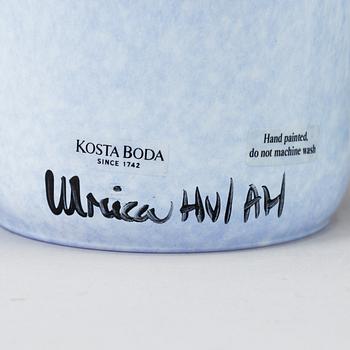 KOSTA BODA
SINCE 1742
Hand painted,
do not machine wash
Ulrica HV/AH